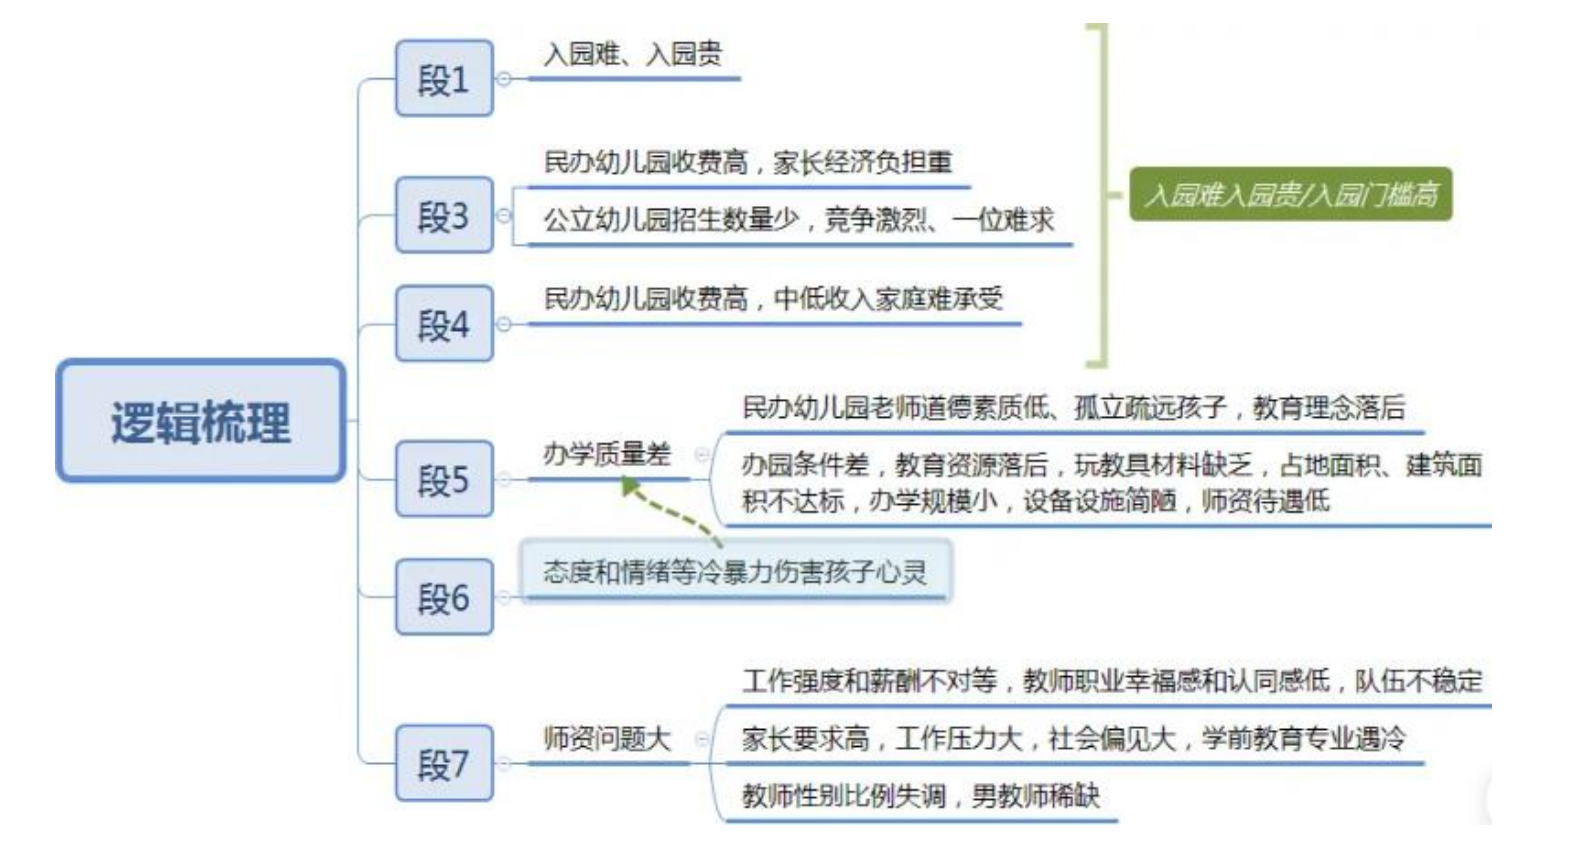 逻辑梳理
段1
入园难、入园贵
段3
民办幼儿园收费高，家长经济负担重
公立幼儿园招生数量少，竞争激烈、一位难求
段4
民办幼儿园收费高，中低收入家庭难承受
入园难入园贵/入园门槛高
段5
办学质量差
民办幼儿园老师道德素质低、孤立疏远孩子，教育理念落后
办园条件差，教育资源落后，玩教具材料缺乏，占地面积、建筑面
积不达标，办学规模小，设备设施简陋，师资待遇低
段6
态度和情绪等冷暴力伤害孩子心灵
段7
师资问题大
工作强度和薪酬不对等，教师职业幸福感和认同感低，队伍不稳定
家长要求高，工作压力大，社会偏见大，学前教育专业遇冷
教师性别比例失调，男教师稀缺